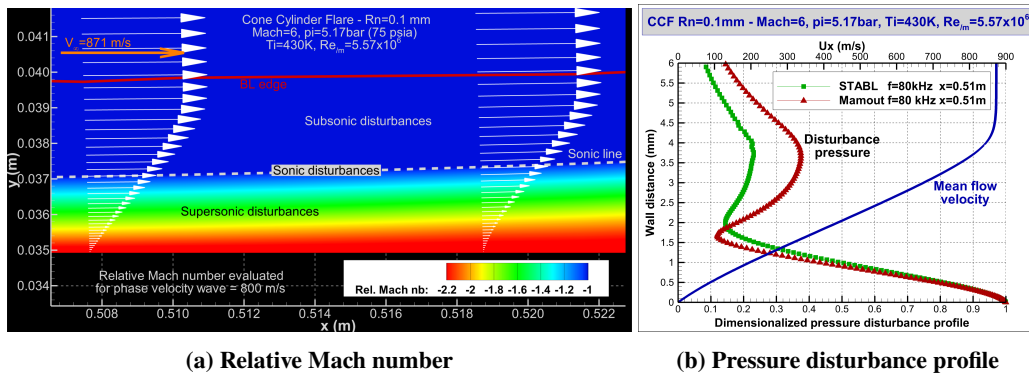 Cone Cylinder Flare - Rn=0.1 mm
Mach=6, pi=5.17bar (75 psia)
Ti=430K, Re/m=5.57x10⁶
0.041
V =871 m/s
0.040
BL edge
0.039
y (m)
Subsonic disturbances
0.038
Sonic line
Sonic disturbances
0.037
Supersonic disturbances
0.036
0.035
Relative Mach number evaluated
for phase velocity wave = 800 m/s
0.034
Rel. Mach nb: -2.2 -2 -1.8 -1.6 -1.4 -1.2 -1
0.508 0.510 0.512 0.514 0.516 0.518 0.520 0.522
x (m)
(a) Relative Mach number
CCF Rn=0.1mm - Mach=6, pi=5.17bar, Ti=430K, Re/m=5.57x10⁶
Ux (m/s)
0 100 200 300 400 500 600 700 800 900
STABL f=80kHz x=0.51m
Mamout f=80 kHz x=0.51m
Disturbance
pressure
Mean flow
velocity
Wall distance (mm)
6
5.5
5
4.5
4
3.5
3
2.5
2
1.5
1
0.5
0
0 0.1 0.2 0.3 0.4 0.5 0.6 0.7 0.8 0.9 1
Dimensionalized pressure disturbance profile
(b) Pressure disturbance profile